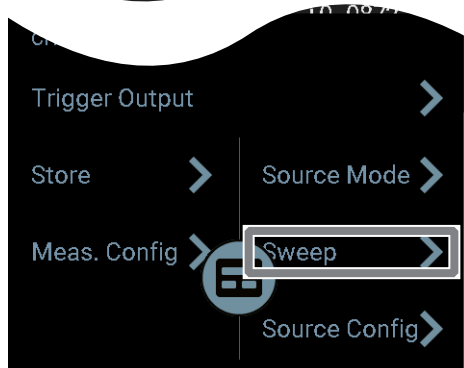 Trigger Output
Store
Source Mode
Meas. Config
Sweep
Source Config